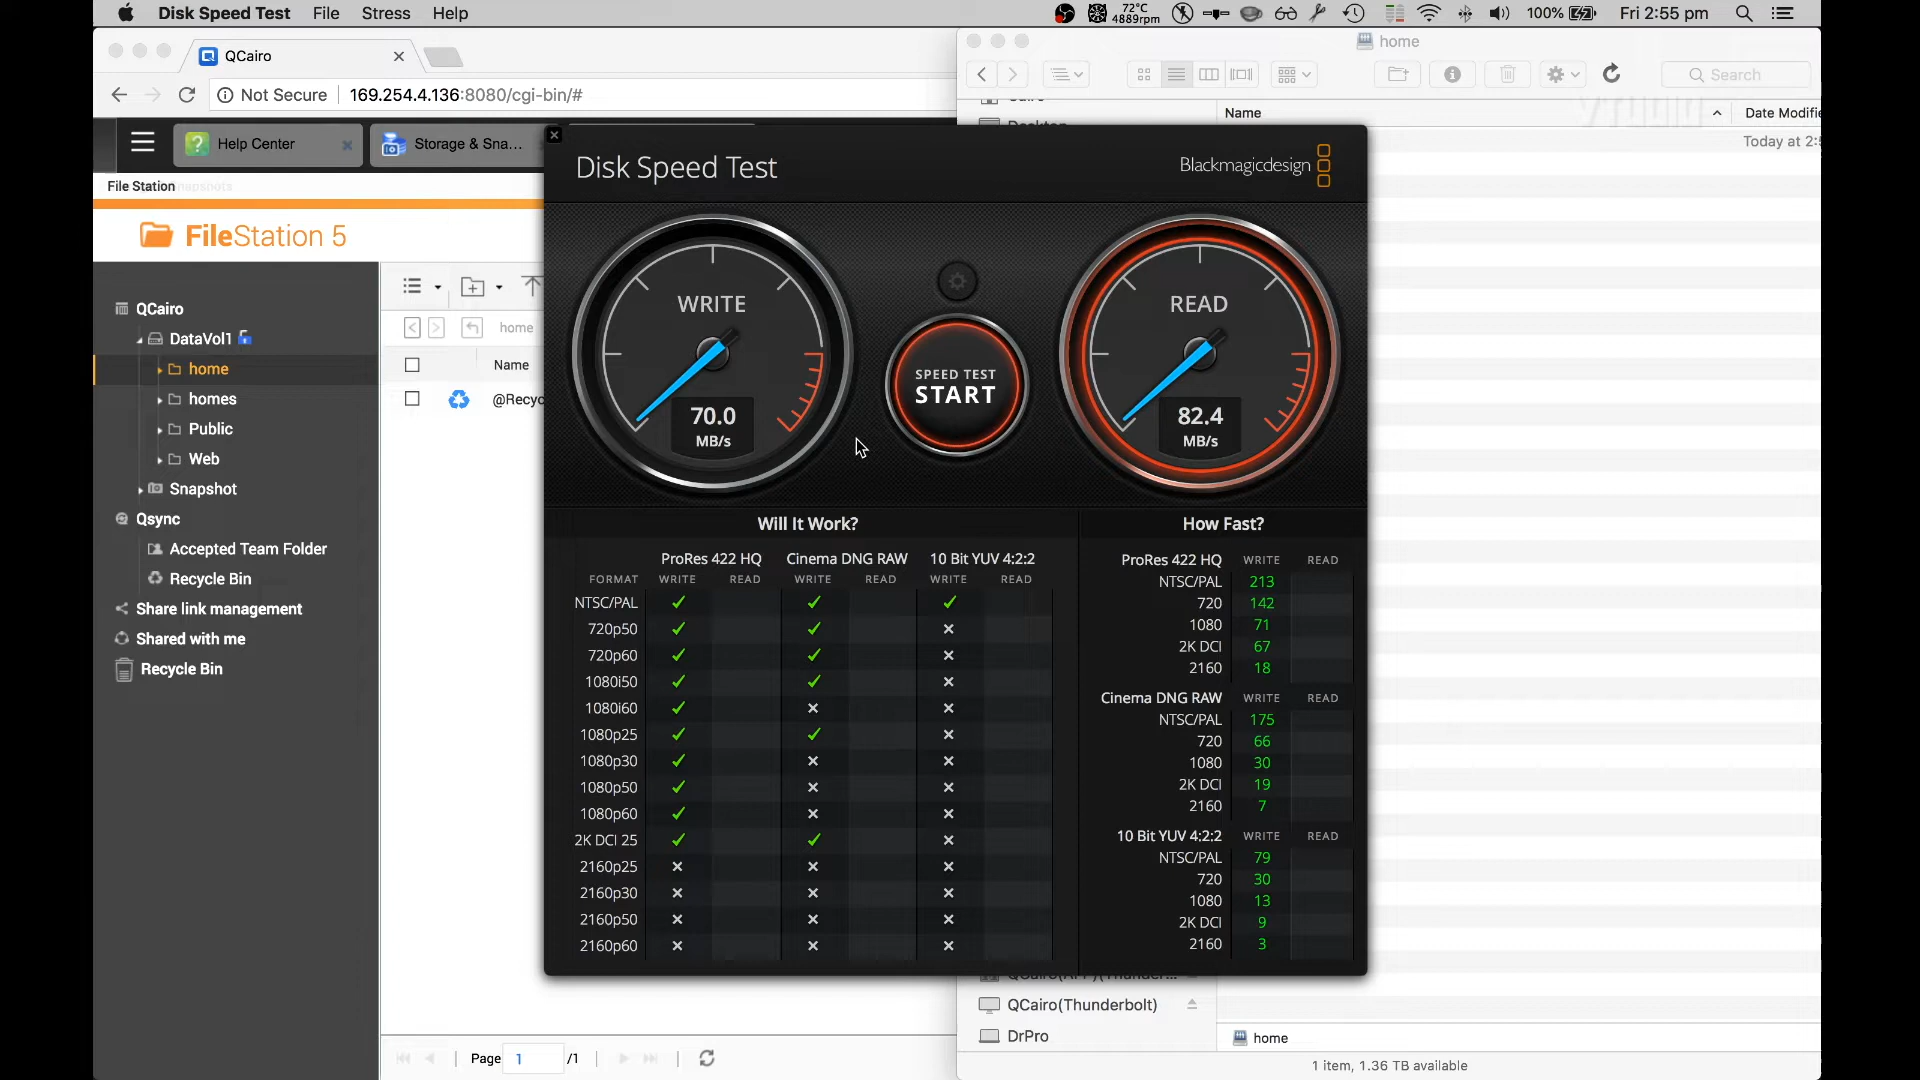 Disk Speed Test File Stress Help
72°C
4889rpm
100% Fri 2:55 pm
QCairo
Not Secure 169.254.4.136:8080/cgi-bin/#
Help Center
Storage & Sna...
File Station
FileStation 5
QCairo
DataVol1
home
homes
Public
Web
Snapshot
Qsync
Accepted Team Folder
Recycle Bin
Share link management
Shared with me
Recycle Bin
home
Name
@Recyc
Page 1 /1
home
Search
Name Date Modifie
Today at 2:5
Disk Speed Test
Blackmagicdesign
WRITE
70.0
MB/s
SPEED TEST
START
READ
82.4
MB/s
Will It Work?
ProRes 422 HQ Cinema DNG RAW 10 Bit YUV 4:2:2
FORMAT WRITE READ WRITE READ WRITE READ
NTSC/PAL ✓ ✓ ✓
720p50 ✓ ✓ ×
720p60 ✓ ✓ ×
1080i50 ✓ ✓ ×
1080i60 ✓ × ×
1080p25 ✓ ✓ ×
1080p30 ✓ × ×
1080p50 ✓ × ×
1080p60 ✓ × ×
2K DCI 25 ✓ ✓ ×
2160p25 × × ×
2160p30 × × ×
2160p50 × × ×
2160p60 × × ×
How Fast?
ProRes 422 HQ WRITE READ
NTSC/PAL 213
720 142
1080 71
2K DCI 67
2160 18
Cinema DNG RAW WRITE READ
NTSC/PAL 175
720 66
1080 30
2K DCI 19
2160 7
10 Bit YUV 4:2:2 WRITE READ
NTSC/PAL 79
720 30
1080 13
2K DCI 9
2160 3
QCairo(Thunderbolt)
DrPro
home
1 item, 1.36 TB available